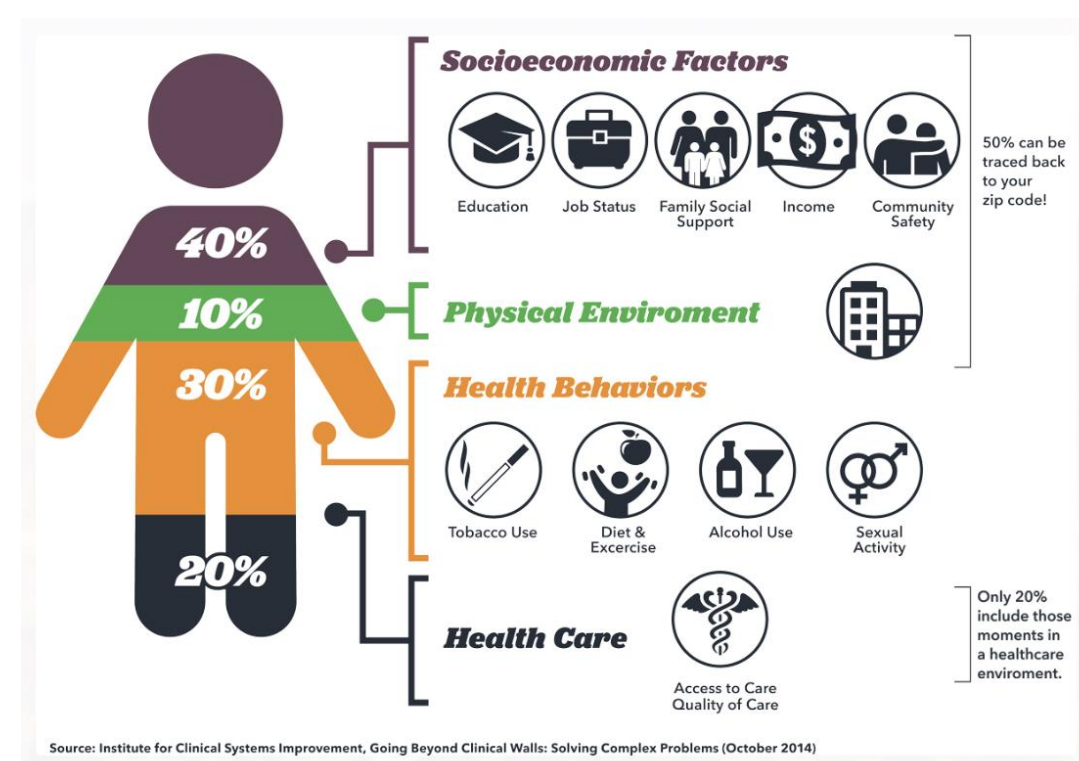 Socioeconomic Factors
Education
Job Status
Family Social
Support
Income
Community
Safety
50% can be
traced back
to your
zip code!
40%
10%
Physical Enviroment
30%
Health Behaviors
Tobacco Use
Diet &
Excercise
Alcohol Use
Sexual
Activity
20%
Health Care
Access to Care
Quality of Care
Only 20%
include those
moments in
a healthcare
enviroment.
$
Source: Institute for Clinical Systems Improvement, Going Beyond Clinical Walls: Solving Complex Problems (October 2014)